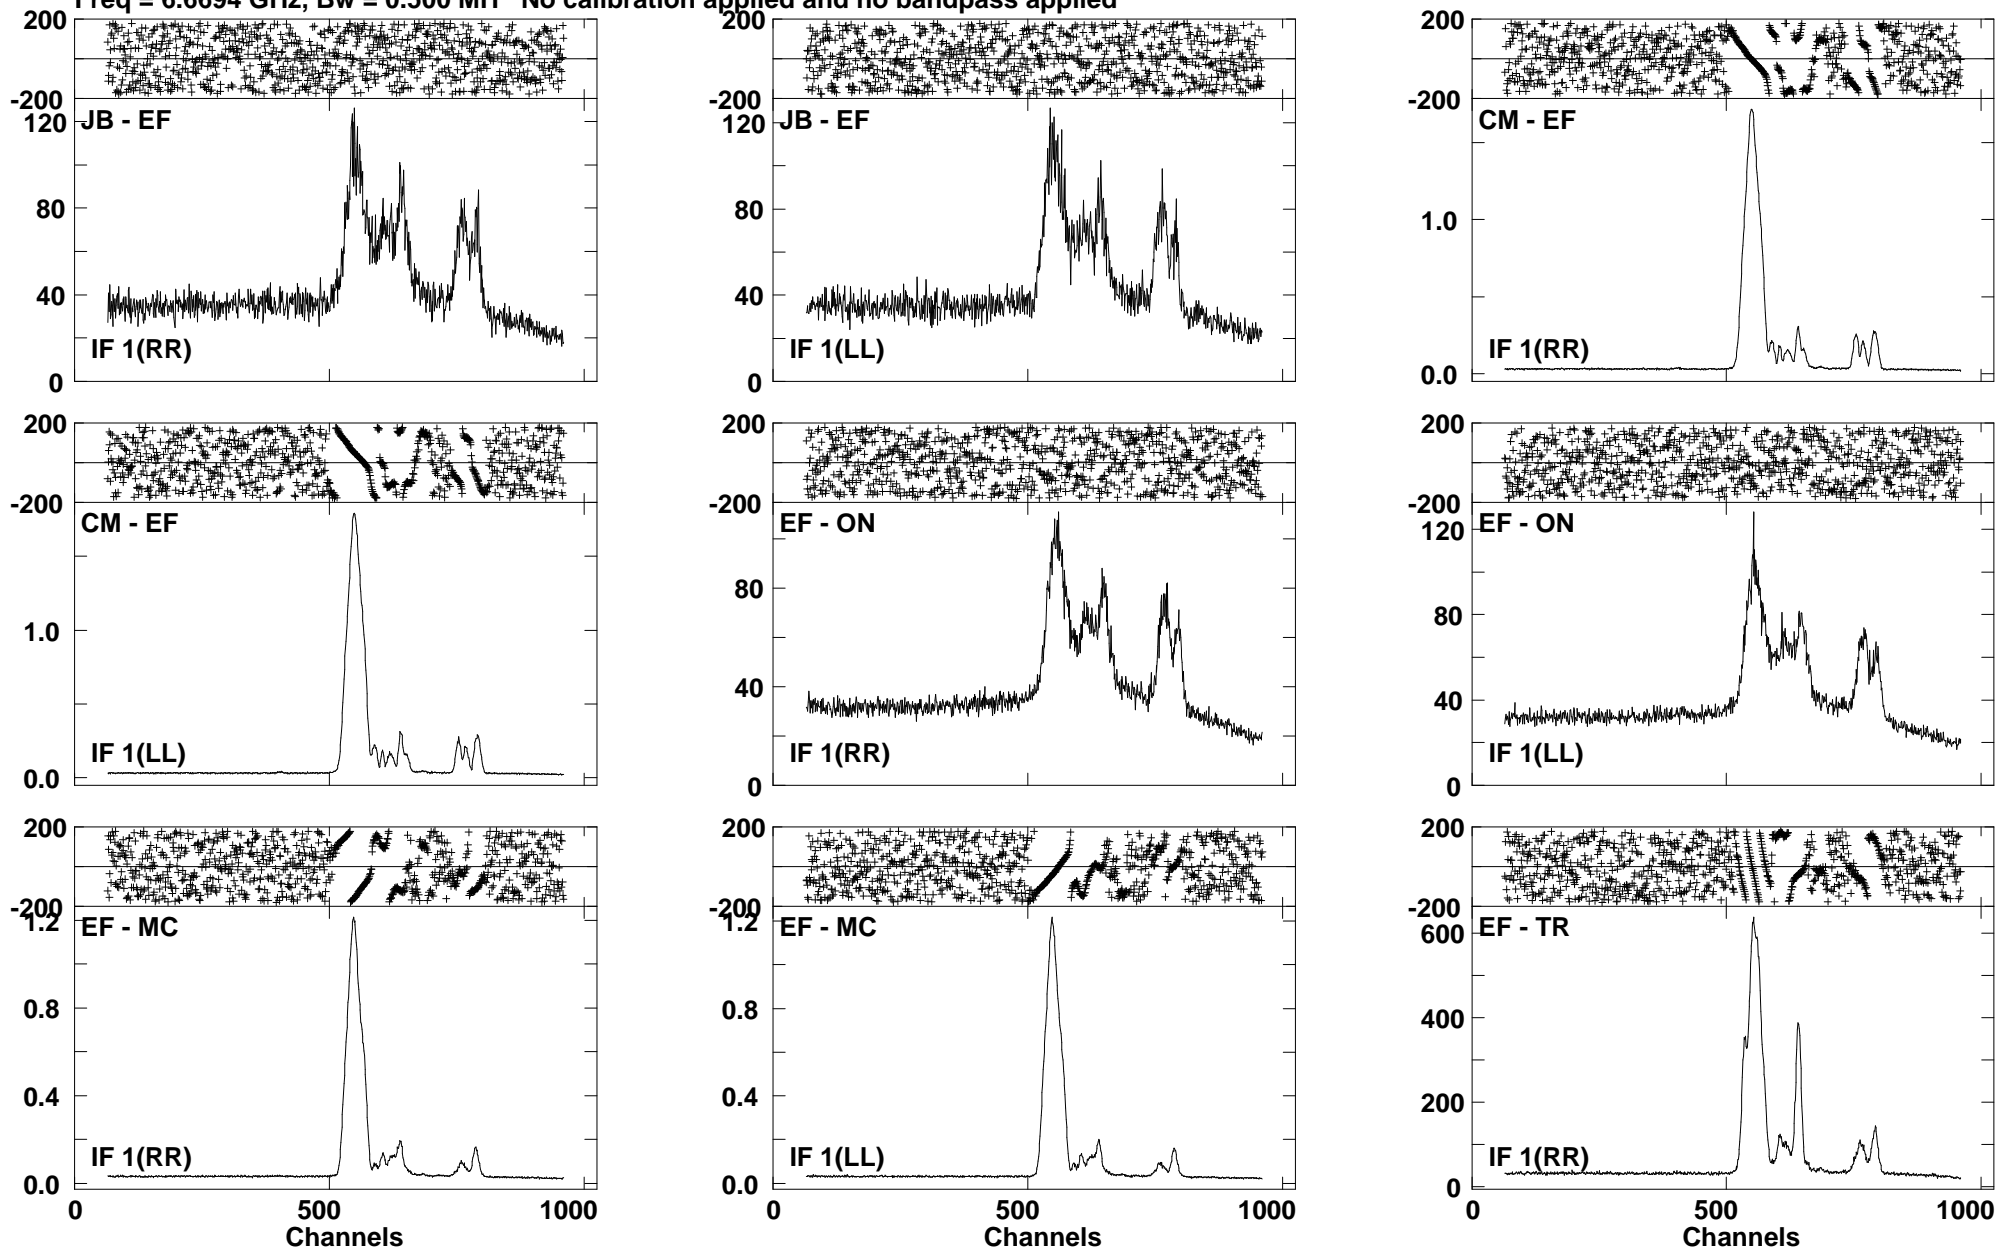 Freq = 6.6694 GHz, Bw = 0.500 MH No calibration applied and no bandpass applied
200
-200
120
80
40
0
JB - EF
IF 1(RR)
200
-200
120
80
40
0
JB - EF
IF 1(LL)
200
-200
1.0
0.0
CM - EF
IF 1(RR)
200
-200
1.0
0.0
CM - EF
IF 1(LL)
200
-200
80
40
0
EF - ON
IF 1(RR)
200
-200
120
80
40
0
EF - ON
IF 1(LL)
200
-200
1.2
0.8
0.4
0.0
EF - MC
IF 1(RR)
0 500 1000
Channels
200
-200
1.2
0.8
0.4
0.0
EF - MC
IF 1(LL)
0 500 1000
Channels
200
-200
600
400
200
0
EF - TR
IF 1(RR)
0 500 1000
Channels